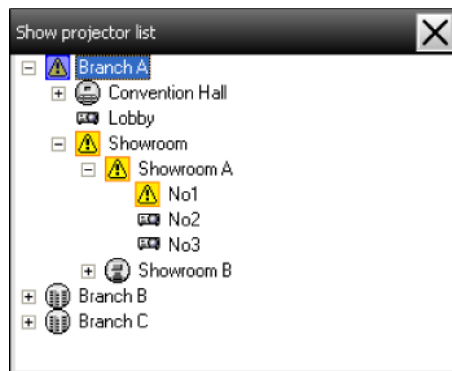 Show projector list
Branch A
Convention Hall
Lobby
Showroom
Showroom A
No1
No2
No3
Showroom B
Branch B
Branch C